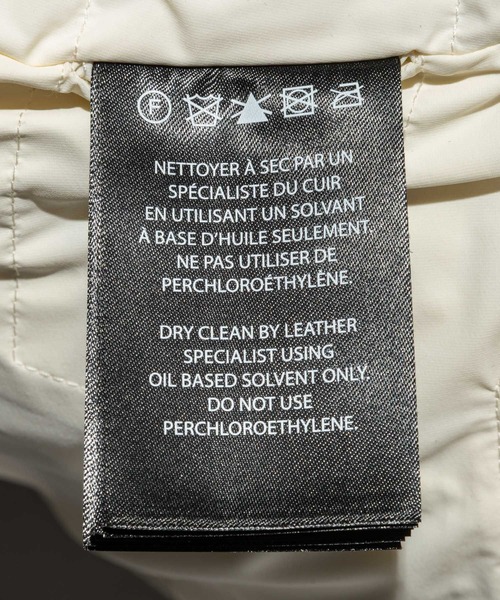 F
NETTOYER À SEC PAR UN
SPÉCIALISTE DU CUIR
EN UTILISANT UN SOLVANT
À BASE D'HUILE SEULEMENT.
NE PAS UTILISER DE
PERCHLOROÉTHYLÈNE.
DRY CLEAN BY LEATHER
SPECIALIST USING
OIL BASED SOLVENT ONLY.
DO NOT USE
PERCHLOROETHYLENE.